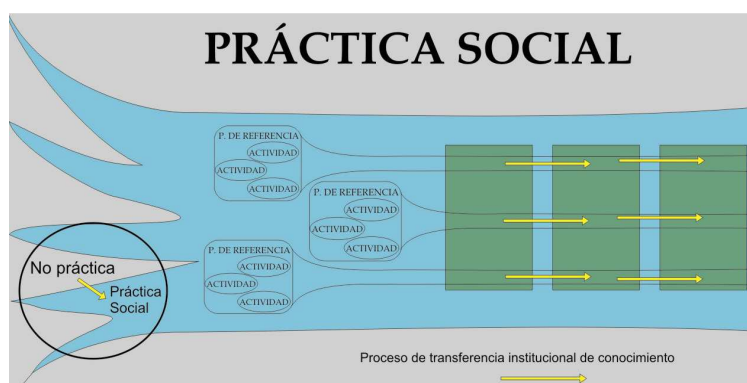 PRÁCTICA SOCIAL
P. DE REFERENCIA
ACTIVIDAD
ACTIVIDAD
ACTIVIDAD
P. DE REFERENCIA
ACTIVIDAD
ACTIVIDAD
ACTIVIDAD
P. DE REFERENCIA
ACTIVIDAD
ACTIVIDAD
ACTIVIDAD
No práctica
Práctica
Social
Proceso de transferencia institucional de conocimiento